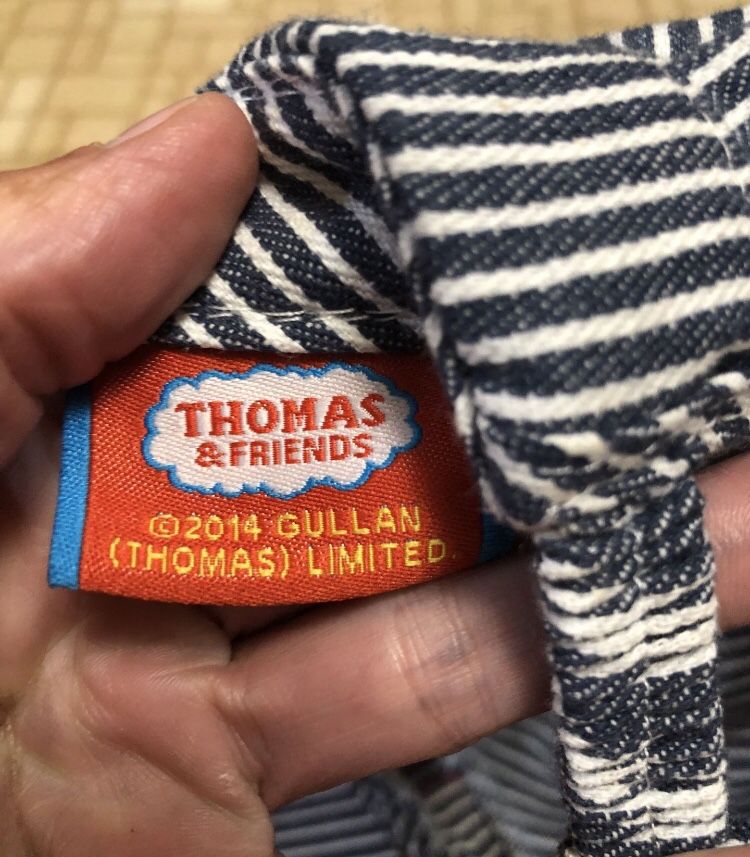 THOMAS
&FRIENDS
©2014 GULLAN
(THOMAS) LIMITED.